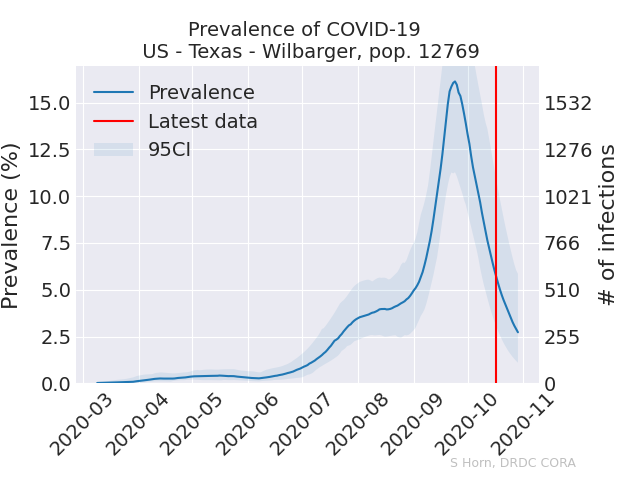 Prevalence of COVID-19
US - Texas - Wilbarger, pop. 12769
Prevalence
Latest data
95CI
Prevalence (%)
15.0
12.5
10.0
7.5
5.0
2.5
0.0
1532
1276
1021
766
510
255
0
# of infections
2020-03
2020-04
2020-05
2020-06
2020-07
2020-08
2020-09
2020-10
2020-11
S Horn, DRDC CORA